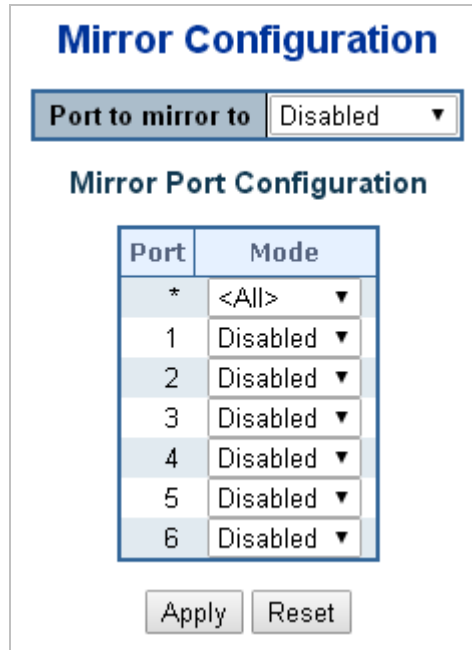 Mirror Configuration
Port to mirror to Disabled
Mirror Port Configuration
Port Mode
* <All>
1 Disabled
2 Disabled
3 Disabled
4 Disabled
5 Disabled
6 Disabled
Apply Reset